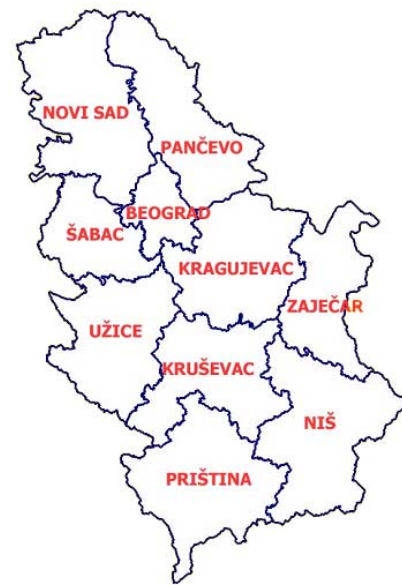 NOVI SAD
PANČEVO
BEOGRAD
ŠABAC
KRAGUJEVAC
ZAJEČAR
UŽICE
KRUŠEVAC
NIŠ
PRIŠTINA